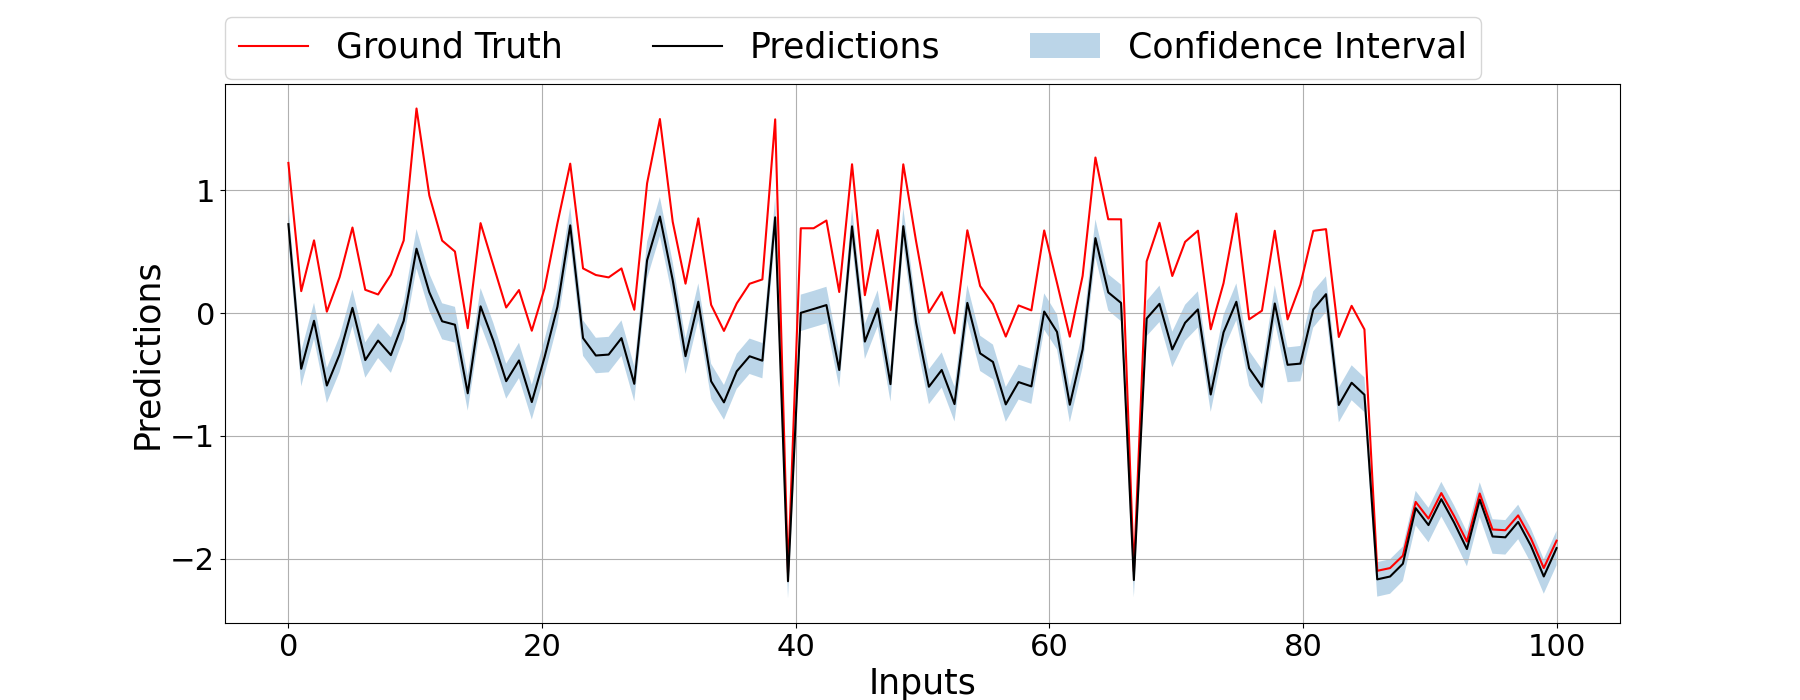 Ground Truth Predictions Confidence Interval
1
0
−1
−2
Predictions
0 20 40 60 80 100
Inputs